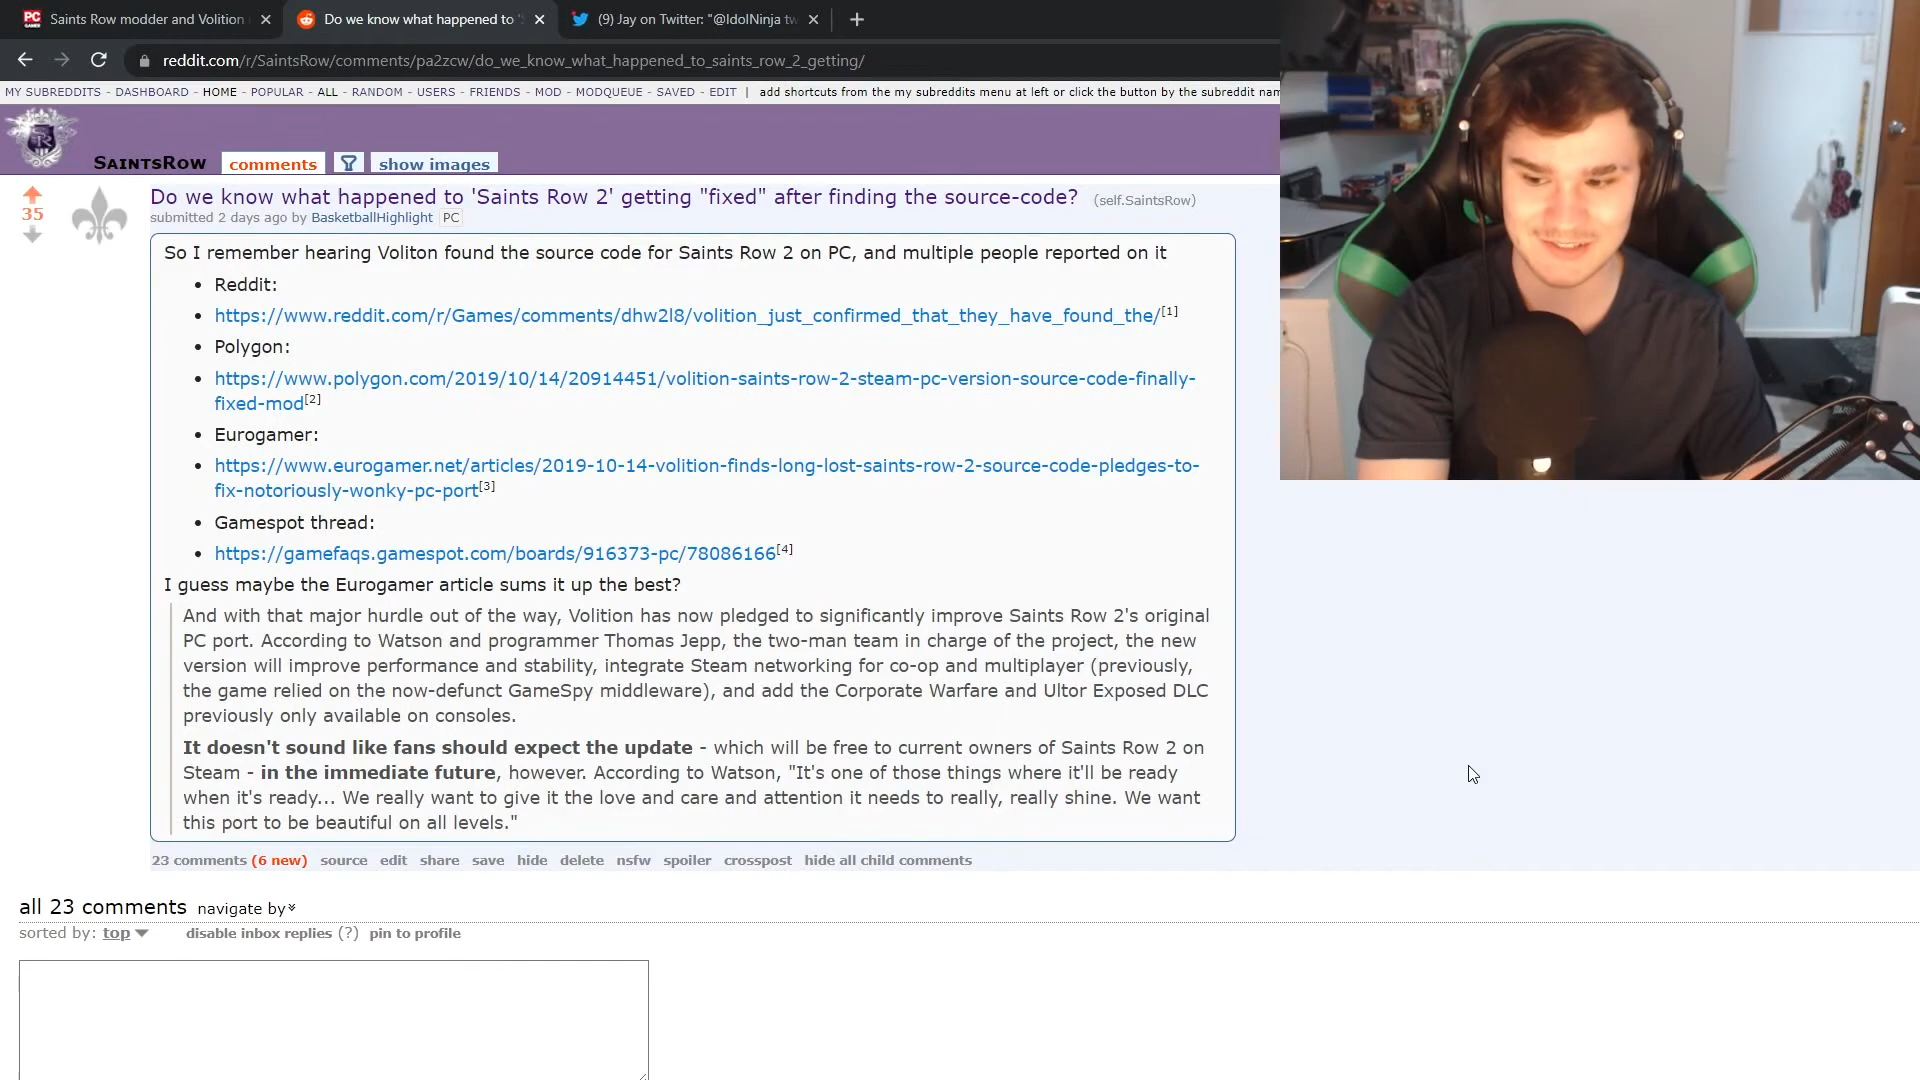 Saints Row modder and Volition
Do we know what happened to '
(9) Jay on Twitter: "@IdolNinja tw
reddit.com/r/SaintsRow/comments/pa2zcw/do_we_know_what_happened_to_saints_row_2_getting/
MY SUBREDDITS - DASHBOARD - HOME - POPULAR - ALL - RANDOM - USERS - FRIENDS - MOD - MODQUEUE - SAVED - EDIT | add shortcuts from the my subreddits menu at left or click the button by the subreddit nam
SAINTSROW comments show images
Do we know what happened to 'Saints Row 2' getting "fixed" after finding the source-code? (self.SaintsRow)
35
submitted 2 days ago by BasketballHighlight PC
So I remember hearing Voliton found the source code for Saints Row 2 on PC, and multiple people reported on it
• Reddit:
• https://www.reddit.com/r/Games/comments/dhw2l8/volition_just_confirmed_that_they_have_found_the/[1]
• Polygon:
• https://www.polygon.com/2019/10/14/20914451/volition-saints-row-2-steam-pc-version-source-code-finally-
fixed-mod[2]
• Eurogamer:
• https://www.eurogamer.net/articles/2019-10-14-volition-finds-long-lost-saints-row-2-source-code-pledges-to-
fix-notoriously-wonky-pc-port[3]
• Gamespot thread:
• https://gamefaqs.gamespot.com/boards/916373-pc/78086166[4]
I guess maybe the Eurogamer article sums it up the best?
And with that major hurdle out of the way, Volition has now pledged to significantly improve Saints Row 2's original
PC port. According to Watson and programmer Thomas Jepp, the two-man team in charge of the project, the new
version will improve performance and stability, integrate Steam networking for co-op and multiplayer (previously,
the game relied on the now-defunct GameSpy middleware), and add the Corporate Warfare and Ultor Exposed DLC
previously only available on consoles.
It doesn't sound like fans should expect the update - which will be free to current owners of Saints Row 2 on
Steam - in the immediate future, however. According to Watson, "It's one of those things where it'll be ready
when it's ready... We really want to give it the love and care and attention it needs to really, really shine. We want
this port to be beautiful on all levels."
23 comments (6 new) source edit share save hide delete nsfw spoiler crosspost hide all child comments
all 23 comments navigate by
sorted by: top disable inbox replies (?) pin to profile